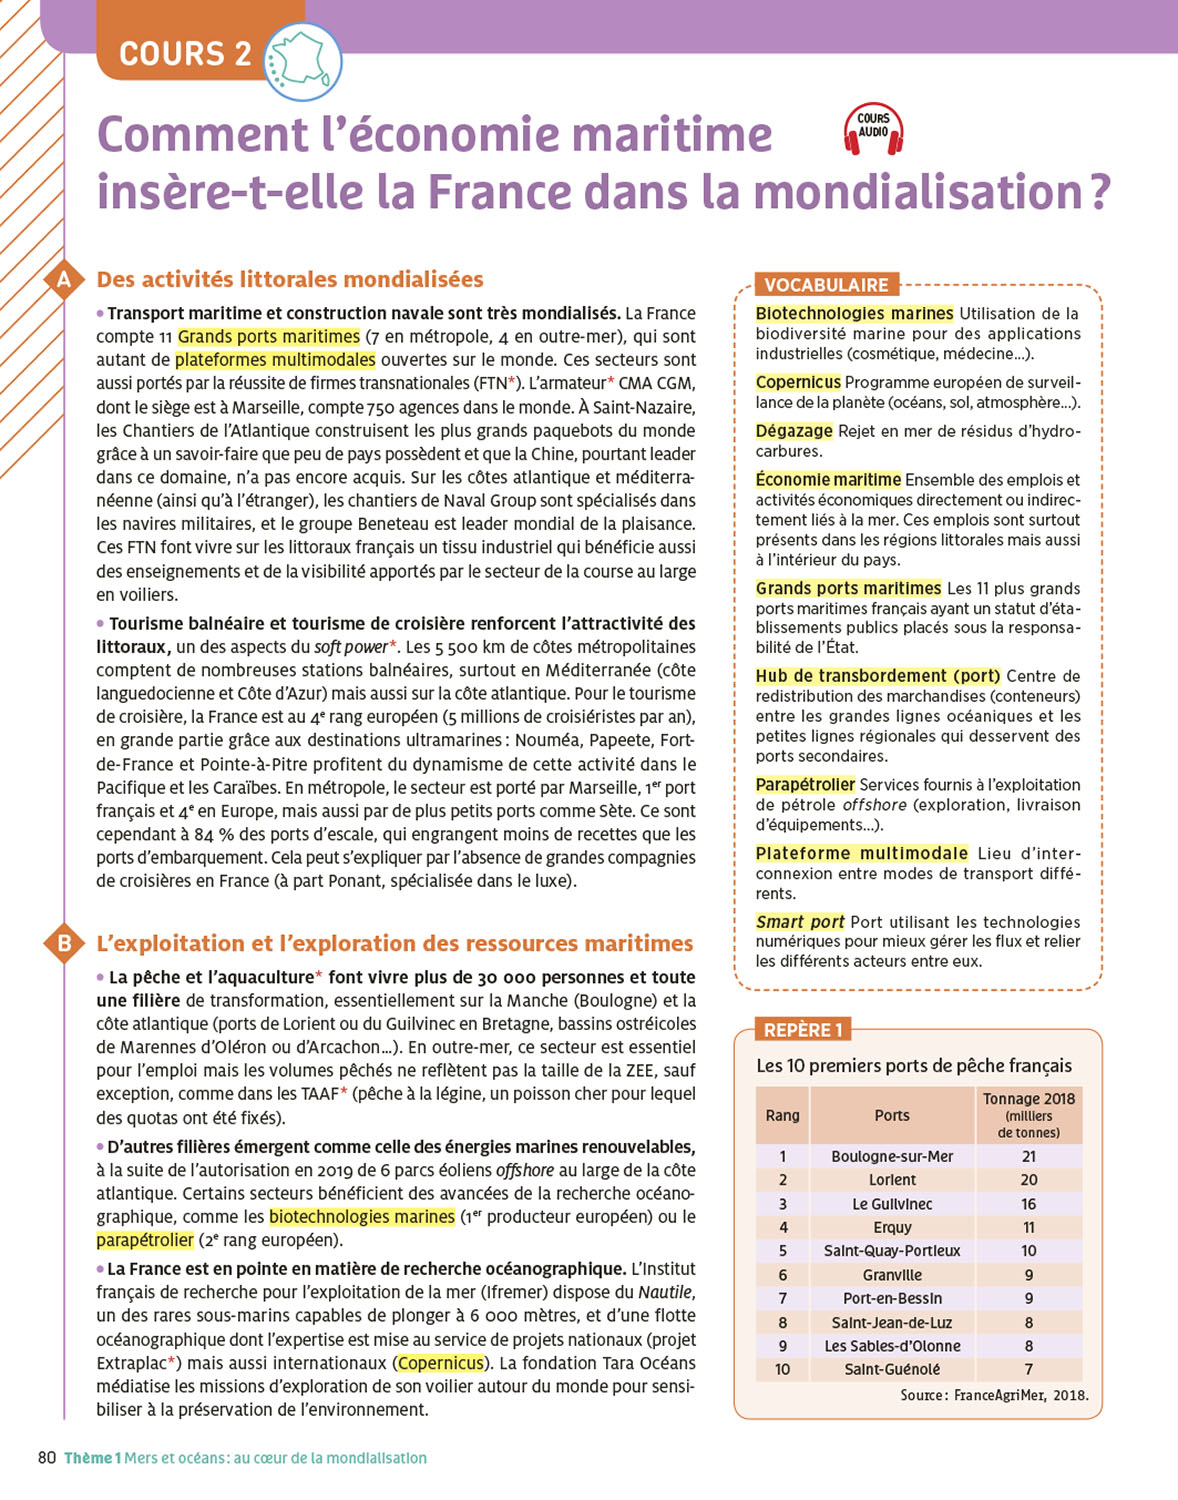 COURS 2
Comment l'économie maritime
insère-t-elle la France dans la mondialisation ?
COURS
AUDIO
A
Des activités littorales mondialisées
• Transport maritime et construction navale sont très mondialisés. La France
compte 11 Grands ports maritimes (7 en métropole, 4 en outre-mer), qui sont
autant de plateformes multimodales ouvertes sur le monde. Ces secteurs sont
aussi portés par la réussite de firmes transnationales (FTN*). L'armateur* CMA CGM,
dont le siège est à Marseille, compte 750 agences dans le monde. À Saint-Nazaire,
les Chantiers de l'Atlantique construisent les plus grands paquebots du monde
grâce à un savoir-faire que peu de pays possèdent et que la Chine, pourtant leader
dans ce domaine, n'a pas encore acquis. Sur les côtes atlantique et méditerra-
néenne (ainsi qu'à l'étranger), les chantiers de Naval Group sont spécialisés dans
les navires militaires, et le groupe Beneteau est leader mondial de la plaisance.
Ces FTN font vivre sur les littoraux français un tissu industriel qui bénéficie aussi
des enseignements et de la visibilité apportés par le secteur de la course au large
en voiliers.
• Tourisme balnéaire et tourisme de croisière renforcent l'attractivité des
littoraux, un des aspects du soft power*. Les 5 500 km de côtes métropolitaines
comptent de nombreuses stations balnéaires, surtout en Méditerranée (côte
languedocienne et Côte d'Azur) mais aussi sur la côte atlantique. Pour le tourisme
de croisière, la France est au 4e rang européen (5 millions de croisiéristes par an),
en grande partie grâce aux destinations ultramarines : Nouméa, Papeete, Fort-
de-France et Pointe-à-Pitre profitent du dynamisme de cette activité dans le
Pacifique et les Caraïbes. En métropole, le secteur est porté par Marseille, 1er port
français et 4e en Europe, mais aussi par de plus petits ports comme Sète. Ce sont
cependant à 84 % des ports d'escale, qui engrangent moins de recettes que les
ports d'embarquement. Cela peut s'expliquer par l'absence de grandes compagnies
de croisières en France (à part Ponant, spécialisée dans le luxe).
B
L'exploitation et l'exploration des ressources maritimes
• La pêche et l'aquaculture* font vivre plus de 30 000 personnes et toute
une filière de transformation, essentiellement sur la Manche (Boulogne) et la
côte atlantique (ports de Lorient ou du Guilvinec en Bretagne, bassins ostréicoles
de Marennes d'Oléron ou d'Arcachon…). En outre-mer, ce secteur est essentiel
pour l'emploi mais les volumes pêchés ne reflètent pas la taille de la ZEE, sauf
exception, comme dans les TAAF* (pêche à la légine, un poisson cher pour lequel
des quotas ont été fixés).
• D'autres filières émergent comme celle des énergies marines renouvelables,
à la suite de l'autorisation en 2019 de 6 parcs éoliens offshore au large de la côte
atlantique. Certains secteurs bénéficient des avancées de la recherche océano-
graphique, comme les biotechnologies marines (1er producteur européen) ou le
parapétrolier (2e rang européen).
• La France est en pointe en matière de recherche océanographique. L'Institut
français de recherche pour l'exploitation de la mer (Ifremer) dispose du Nautile,
un des rares sous-marins capables de plonger à 6 000 mètres, et d'une flotte
océanographique dont l'expertise est mise au service de projets nationaux (projet
Extraplac*) mais aussi internationaux (Copernicus). La fondation Tara Océans
médiatise les missions d'exploration de son voilier autour du monde pour sensi-
biliser à la préservation de l'environnement.
VOCABULAIRE
Biotechnologies marines Utilisation de la
biodiversité marine pour des applications
industrielles (cosmétique, médecine…).
Copernicus Programme européen de surveil-
lance de la planète (océans, sol, atmosphère…).
Dégazage Rejet en mer de résidus d'hydro-
carbures.
Économie maritime Ensemble des emplois et
activités économiques directement ou indirec-
tement liés à la mer. Ces emplois sont surtout
présents dans les régions littorales mais aussi
à l'intérieur du pays.
Grands ports maritimes Les 11 plus grands
ports maritimes français ayant un statut d'éta-
blissements publics placés sous la responsa-
bilité de l'État.
Hub de transbordement (port) Centre de
redistribution des marchandises (conteneurs)
entre les grandes lignes océaniques et les
petites lignes régionales qui desservent des
ports secondaires.
Parapétrolier Services fournis à l'exploitation
de pétrole offshore (exploration, livraison
d'équipements…).
Plateforme multimodale Lieu d'inter-
connexion entre modes de transport diffé-
rents.
Smart port Port utilisant les technologies
numériques pour mieux gérer les flux et relier
les différents acteurs entre eux.
REPÈRE 1
Les 10 premiers ports de pêche français
Rang Ports Tonnage 2018
(milliers
de tonnes)
1 Boulogne-sur-Mer 21
2 Lorient 20
3 Le Guilvinec 16
4 Erquy 11
5 Saint-Quay-Portieux 10
6 Granville 9
7 Port-en-Bessin 9
8 Saint-Jean-de-Luz 8
9 Les Sables-d'Olonne 8
10 Saint-Guénolé 7
Source : FranceAgriMer, 2018.
80 Thème 1 Mers et océans : au cœur de la mondialisation